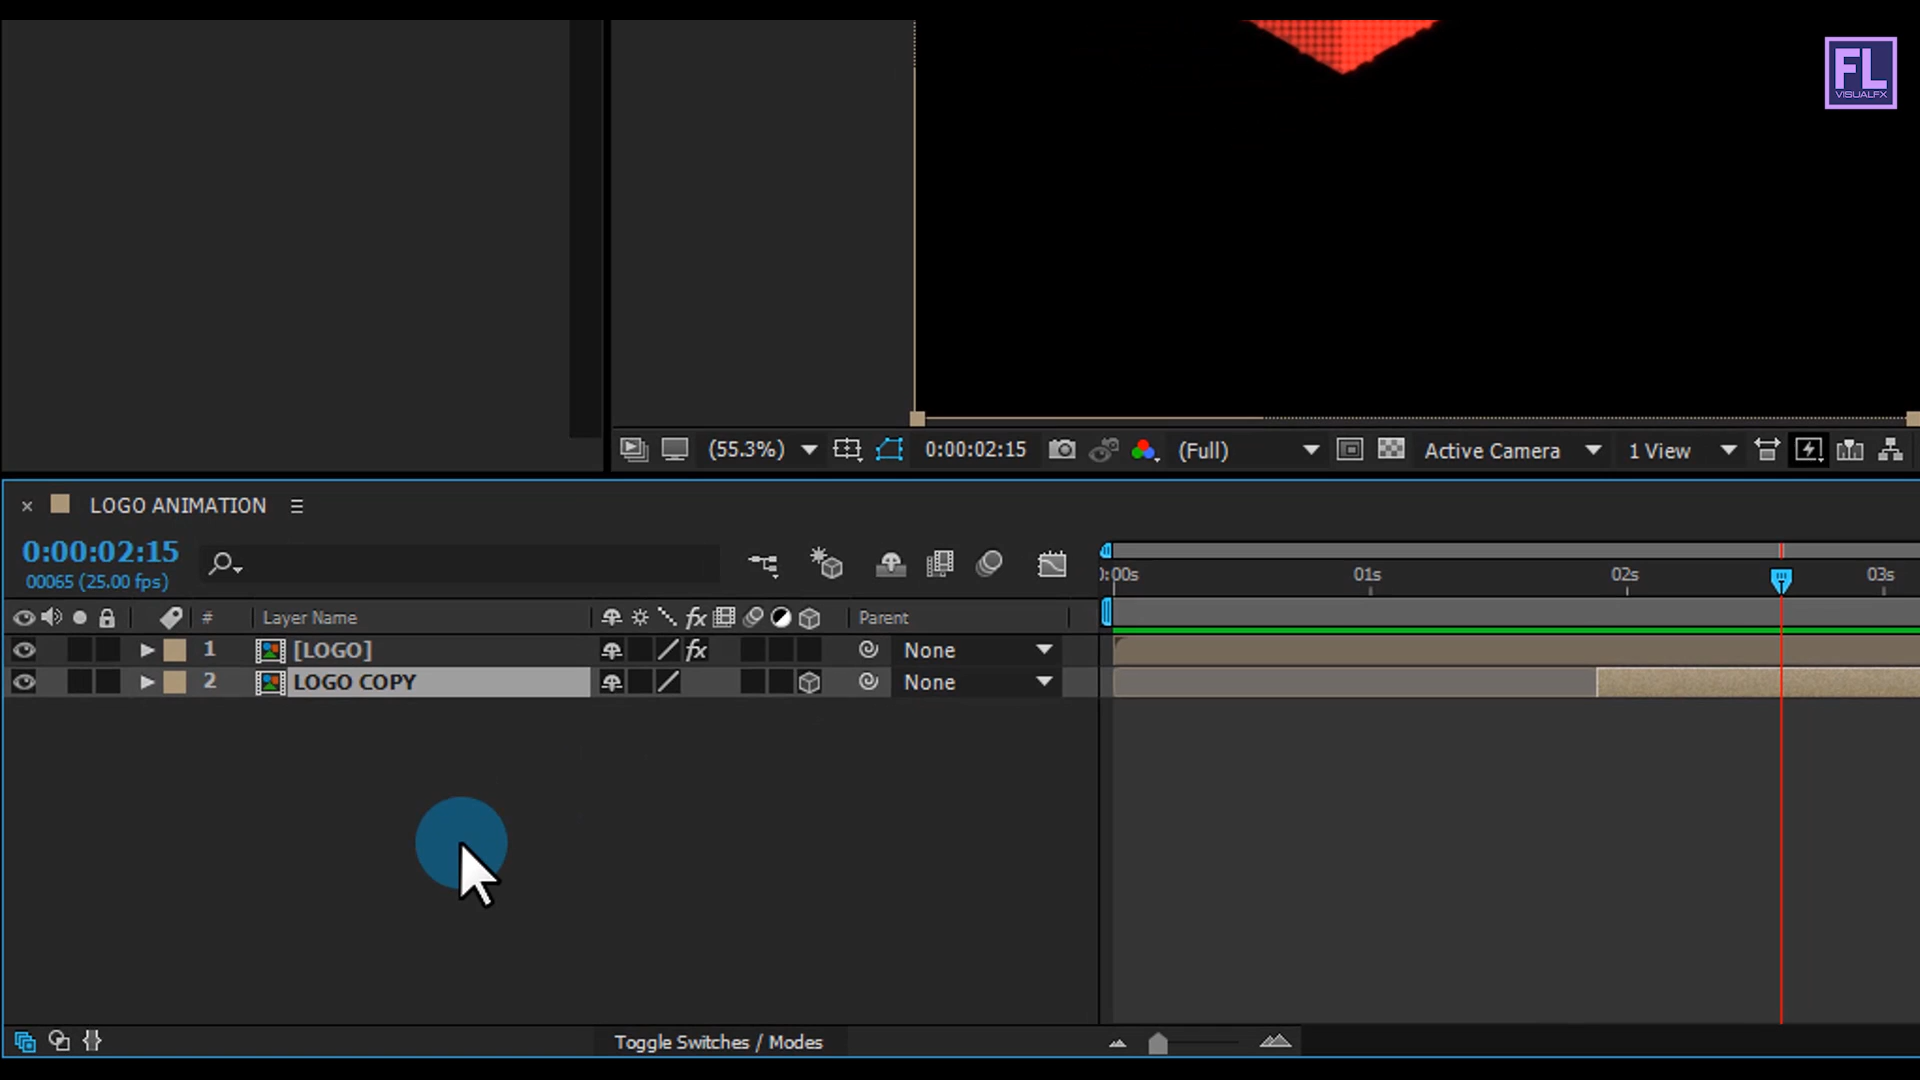 FL
VISUALFX
(55.3%) 0:00:02:15 (Full) Active Camera 1 View
LOGO ANIMATION
0:00:02:15
00065 (25.00 fps)
:00s 01s 02s 03s
# Layer Name fx Parent
1 [LOGO] fx None
2 LOGO COPY None
Toggle Switches / Modes